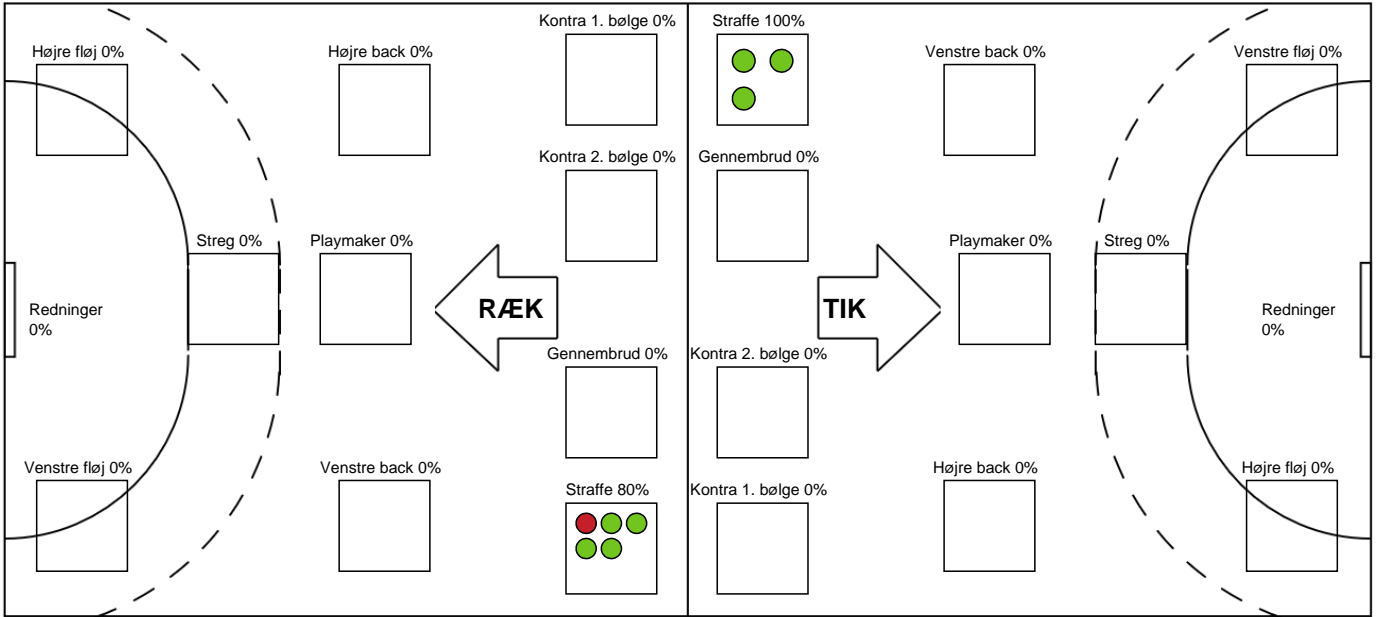 Kontra 1. bølge 0%
Straffe 100%
Højre fløj 0%
Højre back 0%
Venstre back 0%
Venstre fløj 0%
Kontra 2. bølge 0%
Gennembrud 0%
Streg 0%
Playmaker 0%
Playmaker 0%
Streg 0%
Redninger
0%
RÆK
TIK
Redninger
0%
Gennembrud 0%
Kontra 2. bølge 0%
Venstre fløj 0%
Venstre back 0%
Højre back 0%
Højre fløj 0%
Straffe 80%
Kontra 1. bølge 0%